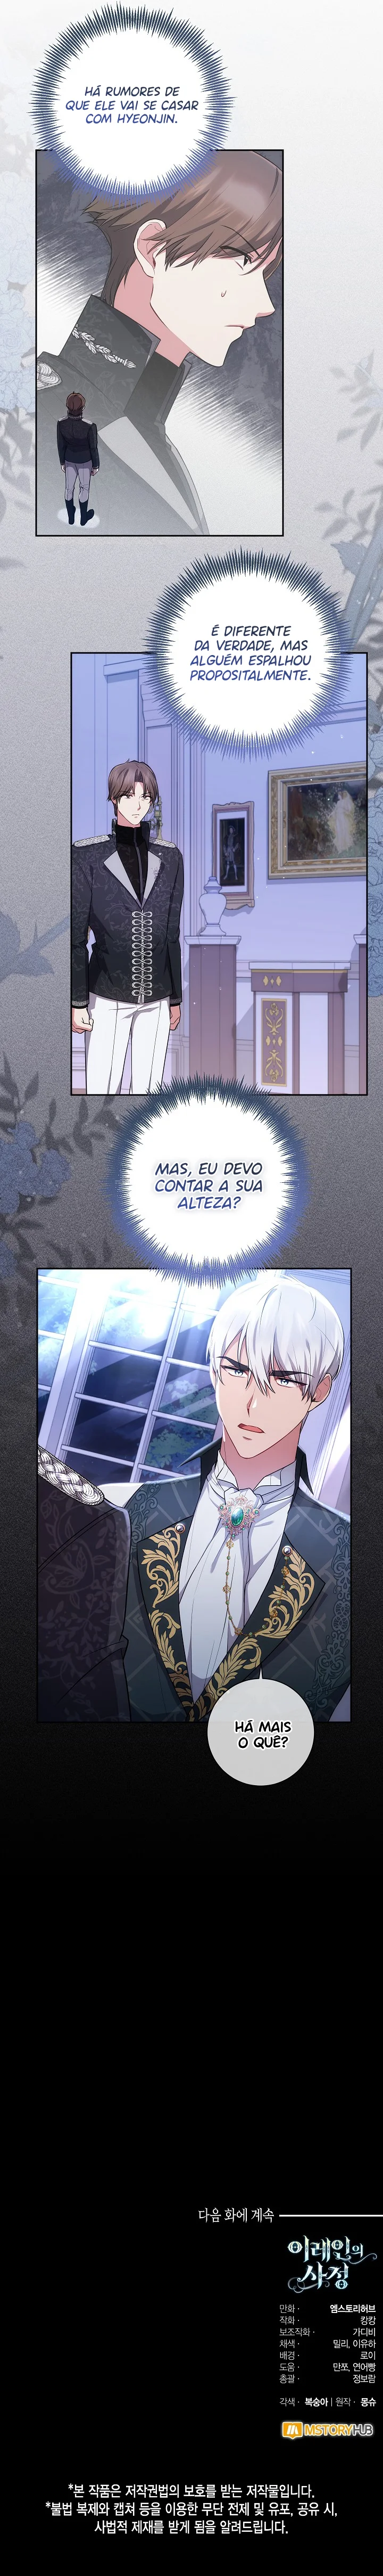 HÁ RUMORES DE
QUE ELE VAI SE CASAR
COM HYEONJIN.
É DIFERENTE
DA VERDADE, MAS
ALGUÉM ESPALHOU
PROPOSITALMENTE.
MAS, EU DEVO
CONTAR A SUA
ALTEZA?
HÁ MAIS
O QUÊ?
다음 화에 계속
이레인의
사정
만화 · 엠스토리허브
작화 · 캉캉
보조작화 · 가디비
채색 · 밀리, 이유하
배경 · 로이
도움 · 만쪼, 연어빵
총괄 · 정보람
각색 · 복숭아 | 원작 · 몽슈
MSTORYHUB
*본 작품은 저작권법의 보호를 받는 저작물입니다.
*불법 복제와 캡쳐 등을 이용한 무단 전제 및 유포, 공유 시,
사법적 제재를 받게 됨을 알려드립니다.